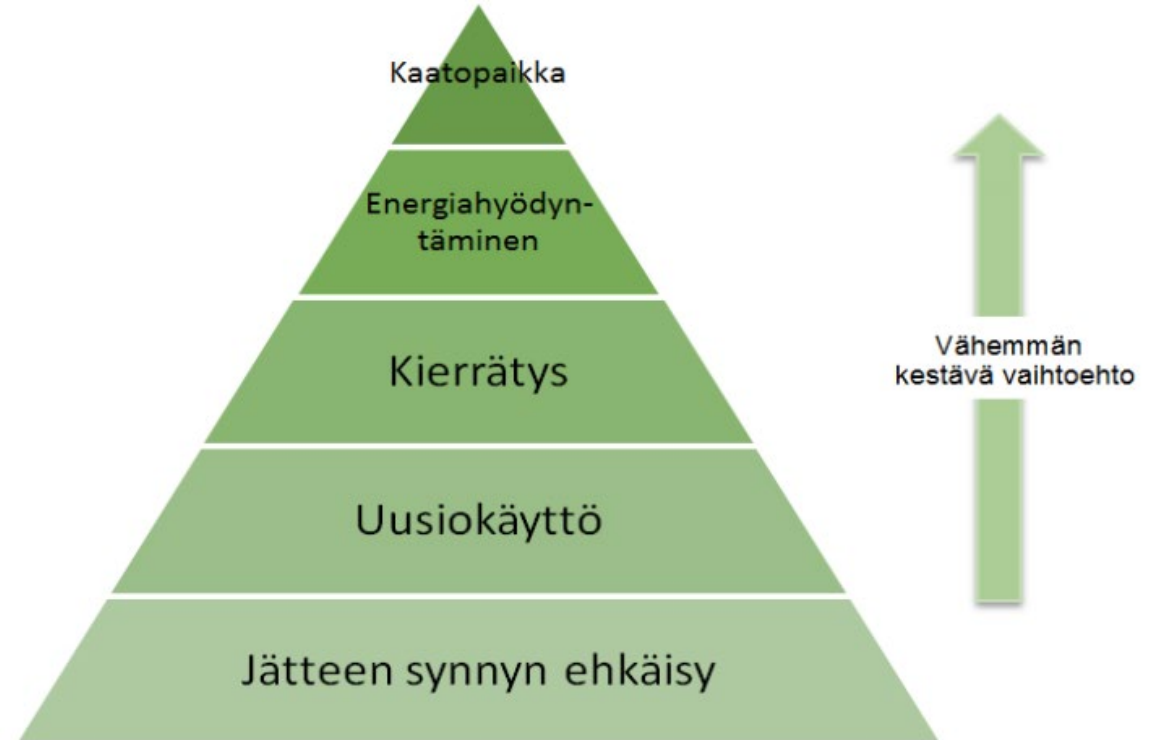 Kaatopaikka
Energiahyödyn-
täminen
Kierrätys
Uusiokäyttö
Jätteen synnyn ehkäisy
Vähemmän
kestävä vaihtoehto